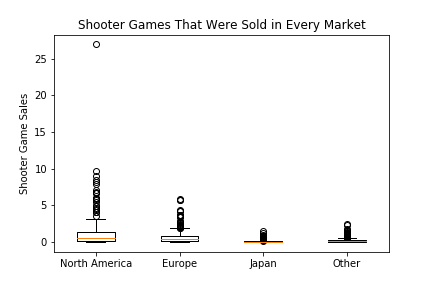 Shooter Games That Were Sold in Every Market
Shooter Game Sales
25
20
15
10
5
0
North America Europe Japan Other